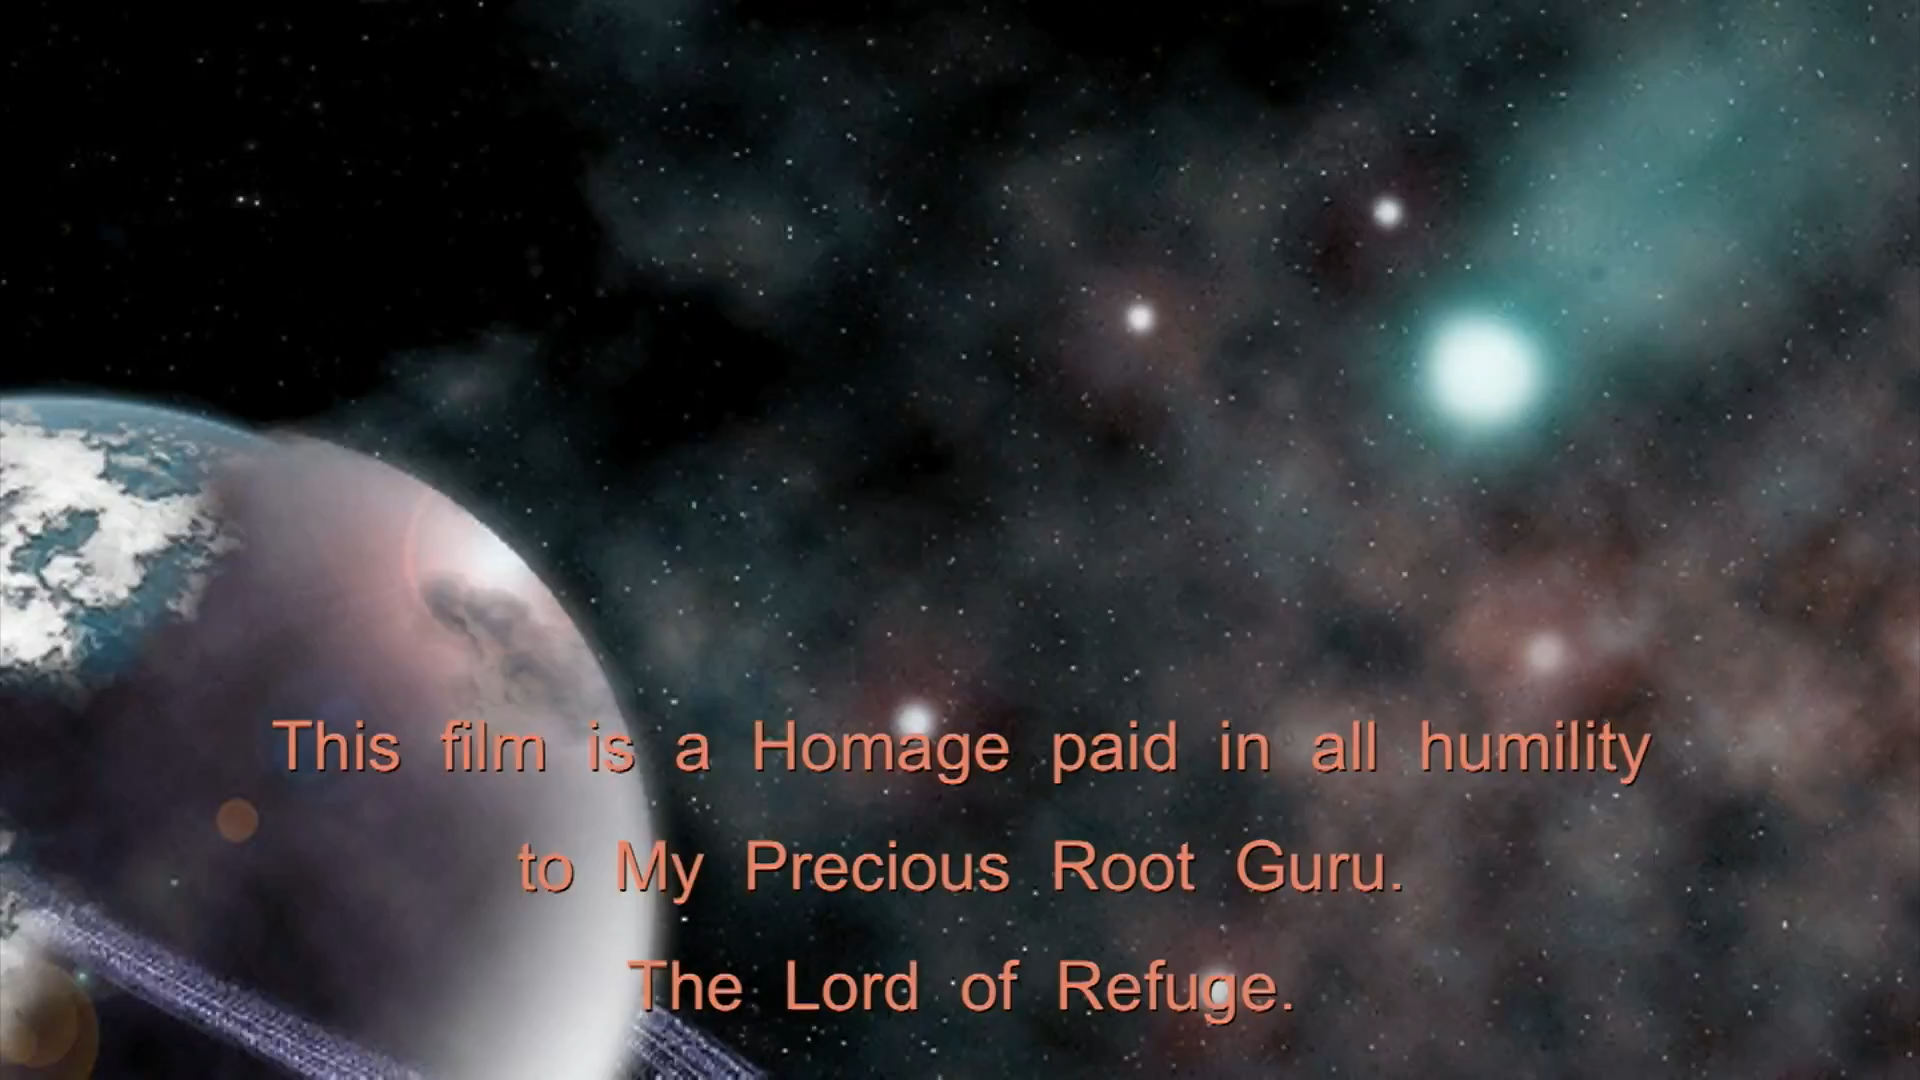 This film is a Homage paid in all humility
to My Precious Root Guru.
The Lord of Refuge.